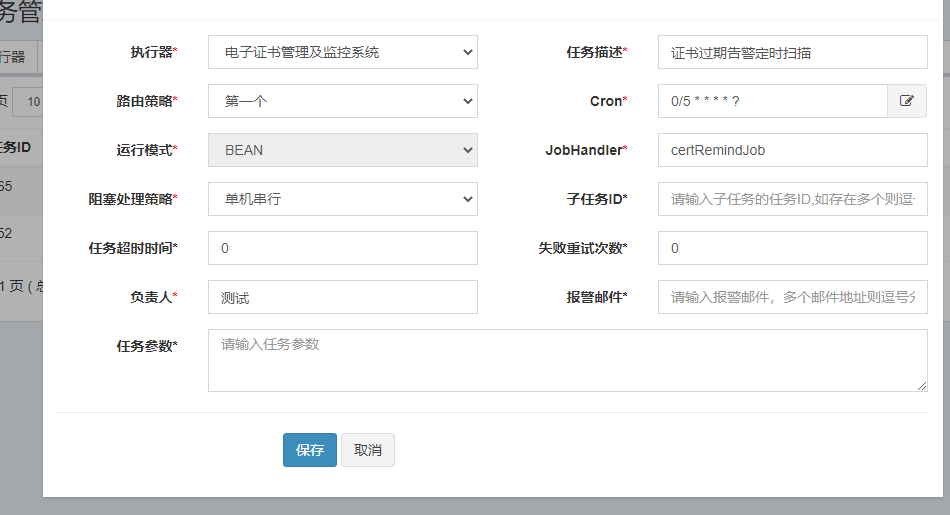 务管
行器
执行器* 电子证书管理及监控系统 任务描述* 证书过期告警定时扫描
页 10 路由策略* 第一个 Cron* 0/5 * * * * ?
任务ID 运行模式* BEAN JobHandler* certRemindJob
65 阻塞处理策略* 单机串行 子任务ID* 请输入子任务的任务ID,如存在多个则逗
52 任务超时时间* 0 失败重试次数* 0
1 页 ( 总 负责人* 测试 报警邮件* 请输入报警邮件，多个邮件地址则逗号分
任务参数* 请输入任务参数
保存 取消